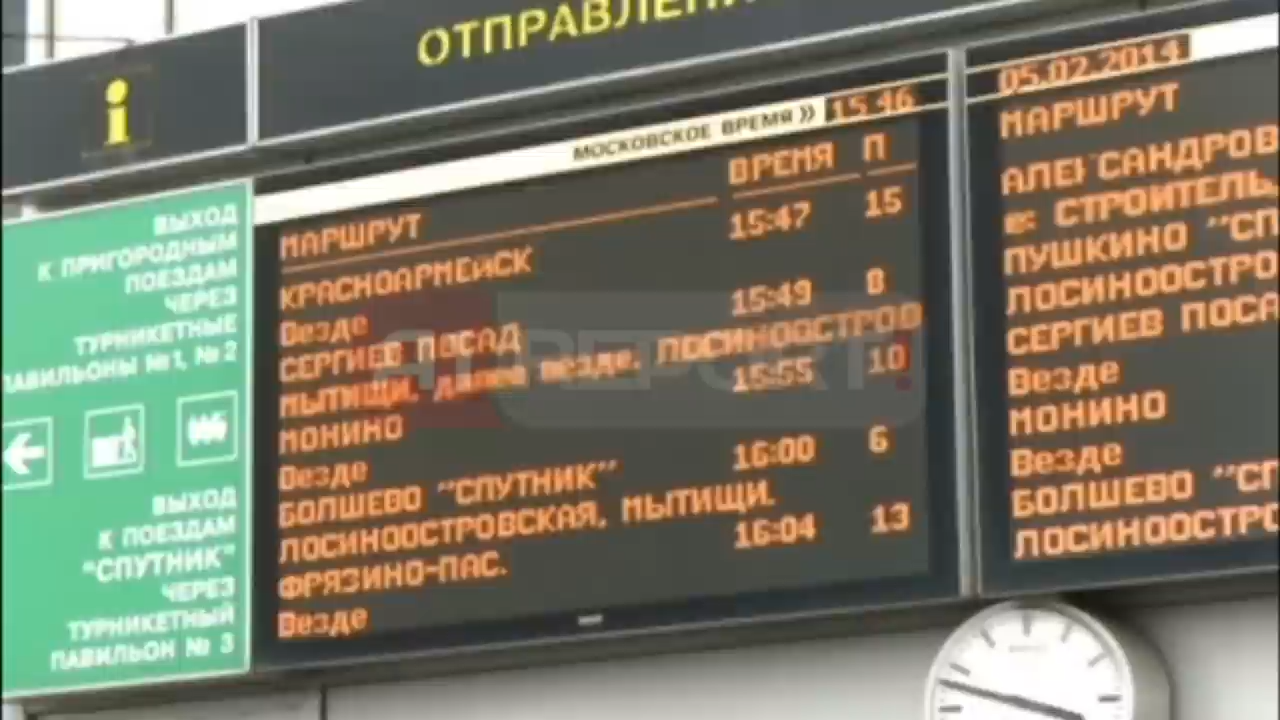 i
ОТПРАВЛЕНИ
МОСКОВСКОЕ ВРЕМЯ » 15:46
МАРШРУТ ВРЕМЯ П
КРАСНОАРМЕЙСК 15:47 15
Везде
СЕРГИЕВ ПОСАД 15:49 8
МЫТИЩИ, далее везде, ЛОСИНООСТРОВ
МОНИНО 15:55 10
Везде
БОЛШЕВО "СПУТНИК" 16:00 6
ЛОСИНООСТРОВСКАЯ, МЫТИЩИ,
ФРЯЗИНО-ПАС. 16:04 13
Везде
05.02.2014
МАРШРУТ
АЛЕКСАНДРОВ
в: СТРОИТЕЛЬ,
ПУШКИНО "СП
ЛОСИНООСТРО
СЕРГИЕВ ПОСА
Везде
МОНИНО
Везде
БОЛШЕВО "СП
ЛОСИНООСТРО
ВЫХОД
К ПРИГОРОДНЫМ
ПОЕЗДАМ
ЧЕРЕЗ
ТУРНИКЕТНЫЕ
ПАВИЛЬОНЫ №1, №2
ВЫХОД
К ПОЕЗДАМ
"СПУТНИК"
ЧЕРЕЗ
ТУРНИКЕТНЫЙ
ПАВИЛЬОН № 3
REPORT!